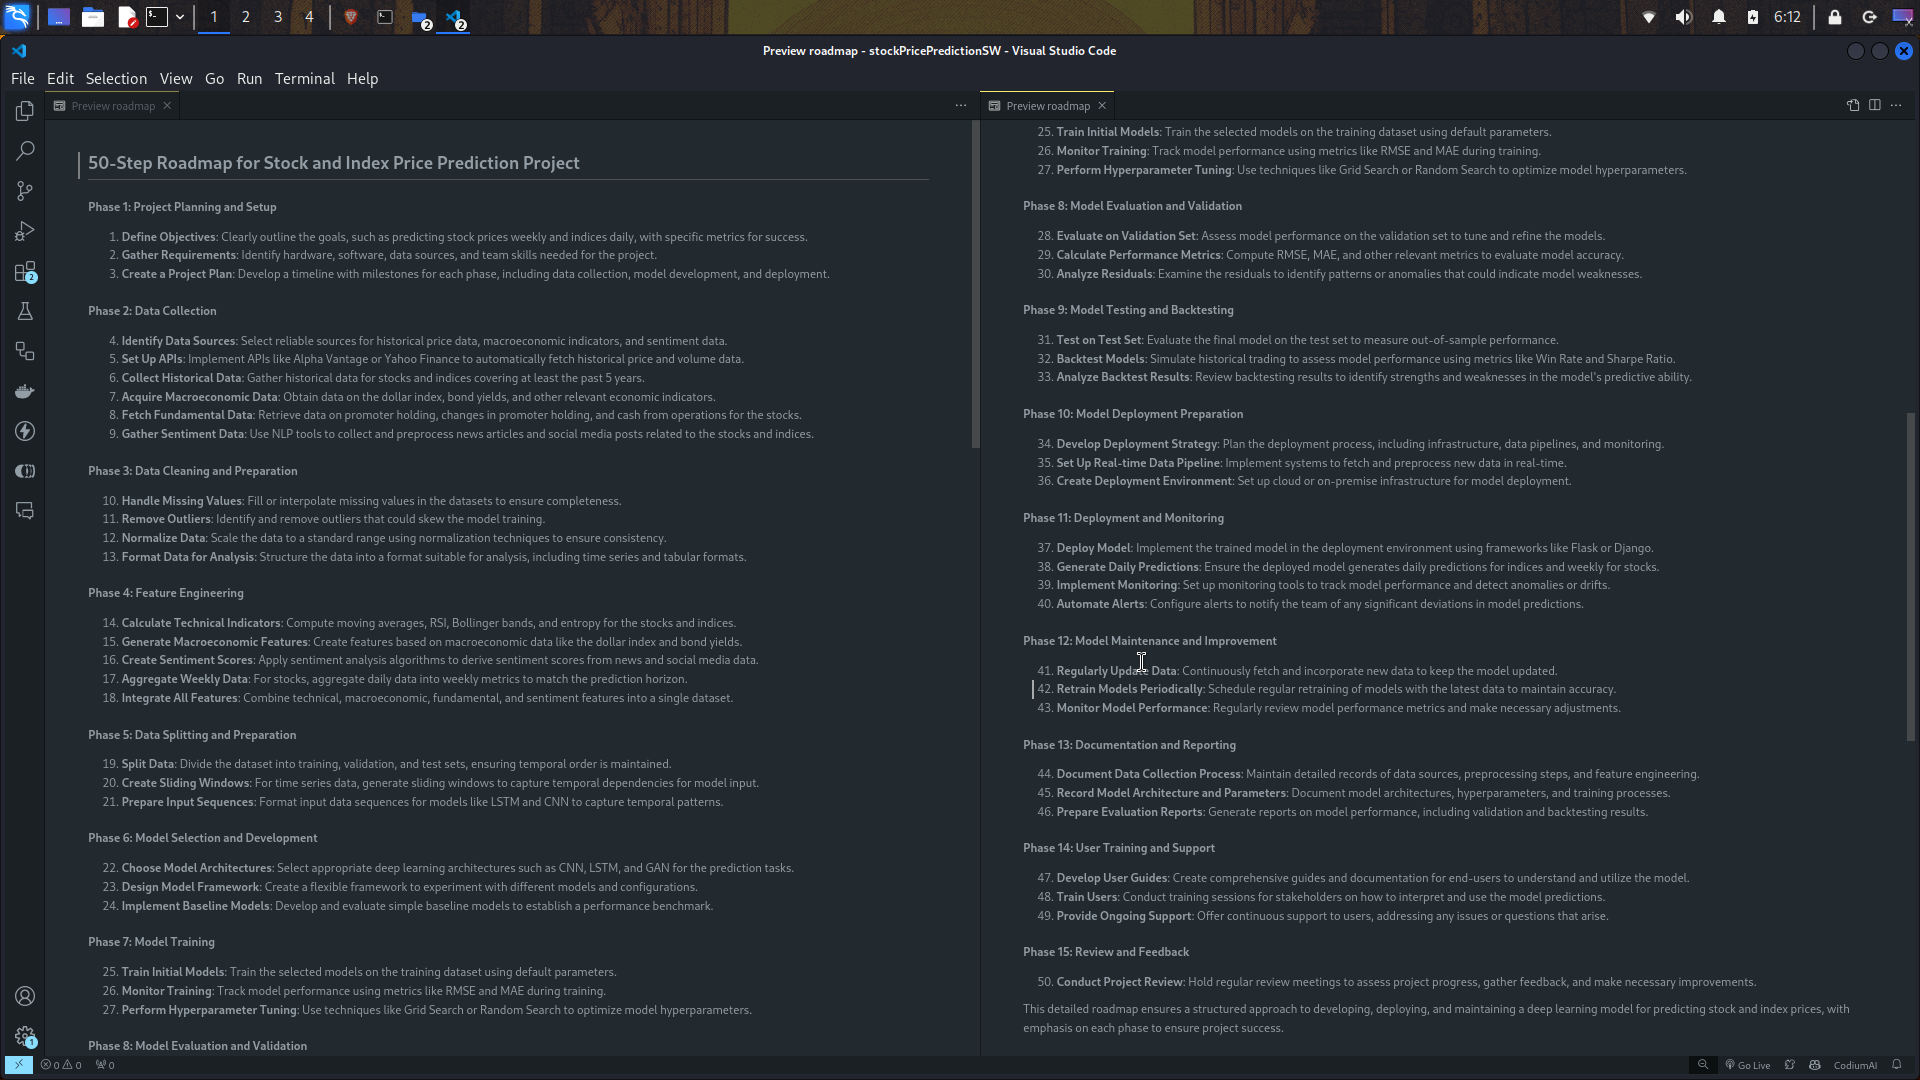 1 2 3 4
2
2
6:12
Preview roadmap - stockPricePredictionSW - Visual Studio Code
File Edit Selection View Go Run Terminal Help
Preview roadmap
50-Step Roadmap for Stock and Index Price Prediction Project
Phase 1: Project Planning and Setup
1. Define Objectives: Clearly outline the goals, such as predicting stock prices weekly and indices daily, with specific metrics for success.
2. Gather Requirements: Identify hardware, software, data sources, and team skills needed for the project.
3. Create a Project Plan: Develop a timeline with milestones for each phase, including data collection, model development, and deployment.
Phase 2: Data Collection
4. Identify Data Sources: Select reliable sources for historical price data, macroeconomic indicators, and sentiment data.
5. Set Up APIs: Implement APIs like Alpha Vantage or Yahoo Finance to automatically fetch historical price and volume data.
6. Collect Historical Data: Gather historical data for stocks and indices covering at least the past 5 years.
7. Acquire Macroeconomic Data: Obtain data on the dollar index, bond yields, and other relevant economic indicators.
8. Fetch Fundamental Data: Retrieve data on promoter holding, changes in promoter holding, and cash from operations for the stocks.
9. Gather Sentiment Data: Use NLP tools to collect and preprocess news articles and social media posts related to the stocks and indices.
Phase 3: Data Cleaning and Preparation
10. Handle Missing Values: Fill or interpolate missing values in the datasets to ensure completeness.
11. Remove Outliers: Identify and remove outliers that could skew the model training.
12. Normalize Data: Scale the data to a standard range using normalization techniques to ensure consistency.
13. Format Data for Analysis: Structure the data into a format suitable for analysis, including time series and tabular formats.
Phase 4: Feature Engineering
14. Calculate Technical Indicators: Compute moving averages, RSI, Bollinger bands, and entropy for the stocks and indices.
15. Generate Macroeconomic Features: Create features based on macroeconomic data like the dollar index and bond yields.
16. Create Sentiment Scores: Apply sentiment analysis algorithms to derive sentiment scores from news and social media data.
17. Aggregate Weekly Data: For stocks, aggregate daily data into weekly metrics to match the prediction horizon.
18. Integrate All Features: Combine technical, macroeconomic, fundamental, and sentiment features into a single dataset.
Phase 5: Data Splitting and Preparation
19. Split Data: Divide the dataset into training, validation, and test sets, ensuring temporal order is maintained.
20. Create Sliding Windows: For time series data, generate sliding windows to capture temporal dependencies for model input.
21. Prepare Input Sequences: Format input data sequences for models like LSTM and CNN to capture temporal patterns.
Phase 6: Model Selection and Development
22. Choose Model Architectures: Select appropriate deep learning architectures such as CNN, LSTM, and GAN for the prediction tasks.
23. Design Model Framework: Create a flexible framework to experiment with different models and configurations.
24. Implement Baseline Models: Develop and evaluate simple baseline models to establish a performance benchmark.
Phase 7: Model Training
25. Train Initial Models: Train the selected models on the training dataset using default parameters.
26. Monitor Training: Track model performance using metrics like RMSE and MAE during training.
27. Perform Hyperparameter Tuning: Use techniques like Grid Search or Random Search to optimize model hyperparameters.
Phase 8: Model Evaluation and Validation
Preview roadmap
25. Train Initial Models: Train the selected models on the training dataset using default parameters.
26. Monitor Training: Track model performance using metrics like RMSE and MAE during training.
27. Perform Hyperparameter Tuning: Use techniques like Grid Search or Random Search to optimize model hyperparameters.
Phase 8: Model Evaluation and Validation
28. Evaluate on Validation Set: Assess model performance on the validation set to tune and refine the models.
29. Calculate Performance Metrics: Compute RMSE, MAE, and other relevant metrics to evaluate model accuracy.
30. Analyze Residuals: Examine the residuals to identify patterns or anomalies that could indicate model weaknesses.
Phase 9: Model Testing and Backtesting
31. Test on Test Set: Evaluate the final model on the test set to measure out-of-sample performance.
32. Backtest Models: Simulate historical trading to assess model performance using metrics like Win Rate and Sharpe Ratio.
33. Analyze Backtest Results: Review backtesting results to identify strengths and weaknesses in the model's predictive ability.
Phase 10: Model Deployment Preparation
34. Develop Deployment Strategy: Plan the deployment process, including infrastructure, data pipelines, and monitoring.
35. Set Up Real-time Data Pipeline: Implement systems to fetch and preprocess new data in real-time.
36. Create Deployment Environment: Set up cloud or on-premise infrastructure for model deployment.
Phase 11: Deployment and Monitoring
37. Deploy Model: Implement the trained model in the deployment environment using frameworks like Flask or Django.
38. Generate Daily Predictions: Ensure the deployed model generates daily predictions for indices and weekly for stocks.
39. Implement Monitoring: Set up monitoring tools to track model performance and detect anomalies or drifts.
40. Automate Alerts: Configure alerts to notify the team of any significant deviations in model predictions.
Phase 12: Model Maintenance and Improvement
41. Regularly Update Data: Continuously fetch and incorporate new data to keep the model updated.
42. Retrain Models Periodically: Schedule regular retraining of models with the latest data to maintain accuracy.
43. Monitor Model Performance: Regularly review model performance metrics and make necessary adjustments.
Phase 13: Documentation and Reporting
44. Document Data Collection Process: Maintain detailed records of data sources, preprocessing steps, and feature engineering.
45. Record Model Architecture and Parameters: Document model architectures, hyperparameters, and training processes.
46. Prepare Evaluation Reports: Generate reports on model performance, including validation and backtesting results.
Phase 14: User Training and Support
47. Develop User Guides: Create comprehensive guides and documentation for end-users to understand and utilize the model.
48. Train Users: Conduct training sessions for stakeholders on how to interpret and use the model predictions.
49. Provide Ongoing Support: Offer continuous support to users, addressing any issues or questions that arise.
Phase 15: Review and Feedback
50. Conduct Project Review: Hold regular review meetings to assess project progress, gather feedback, and make necessary improvements.
This detailed roadmap ensures a structured approach to developing, deploying, and maintaining a deep learning model for predicting stock and index prices, with
emphasis on each phase to ensure project success.
2
1
0 0 0
Go Live CodiumAI